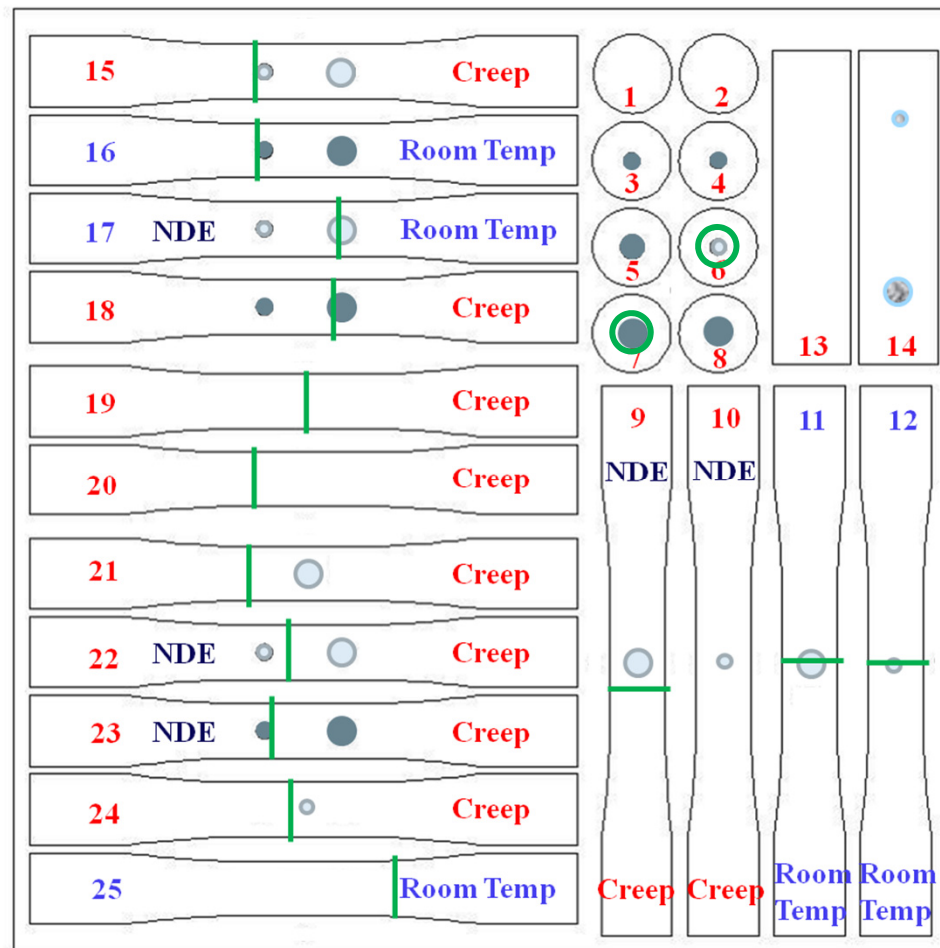 15 Creep
16 Room Temp
17 NDE Room Temp
18 Creep
19 Creep
20 Creep
21 Creep
22 NDE Creep
23 NDE Creep
24 Creep
25 Room Temp
1 2
3 4
5 6
7 8
13 14
9 10 11 12
NDE NDE
Creep Creep Room Room
Temp Temp